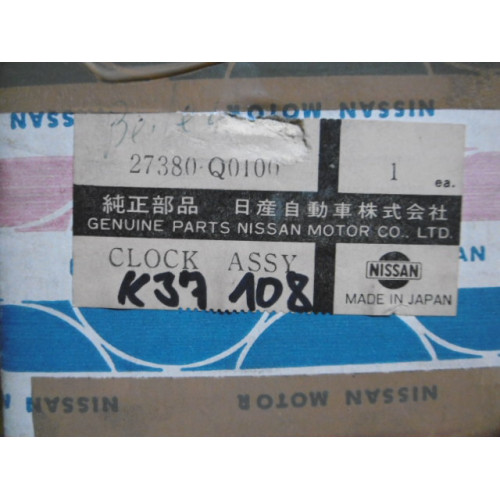 NISSAN MOTOR NISSAN
27380-Q0100 1 ea.
純正部品 日産自動車株式会社
GENUINE PARTS NISSAN MOTOR CO., LTD.
CLOCK ASSY NISSAN
K37 108 MADE IN JAPAN
NISSAN MOTOR NISSAN